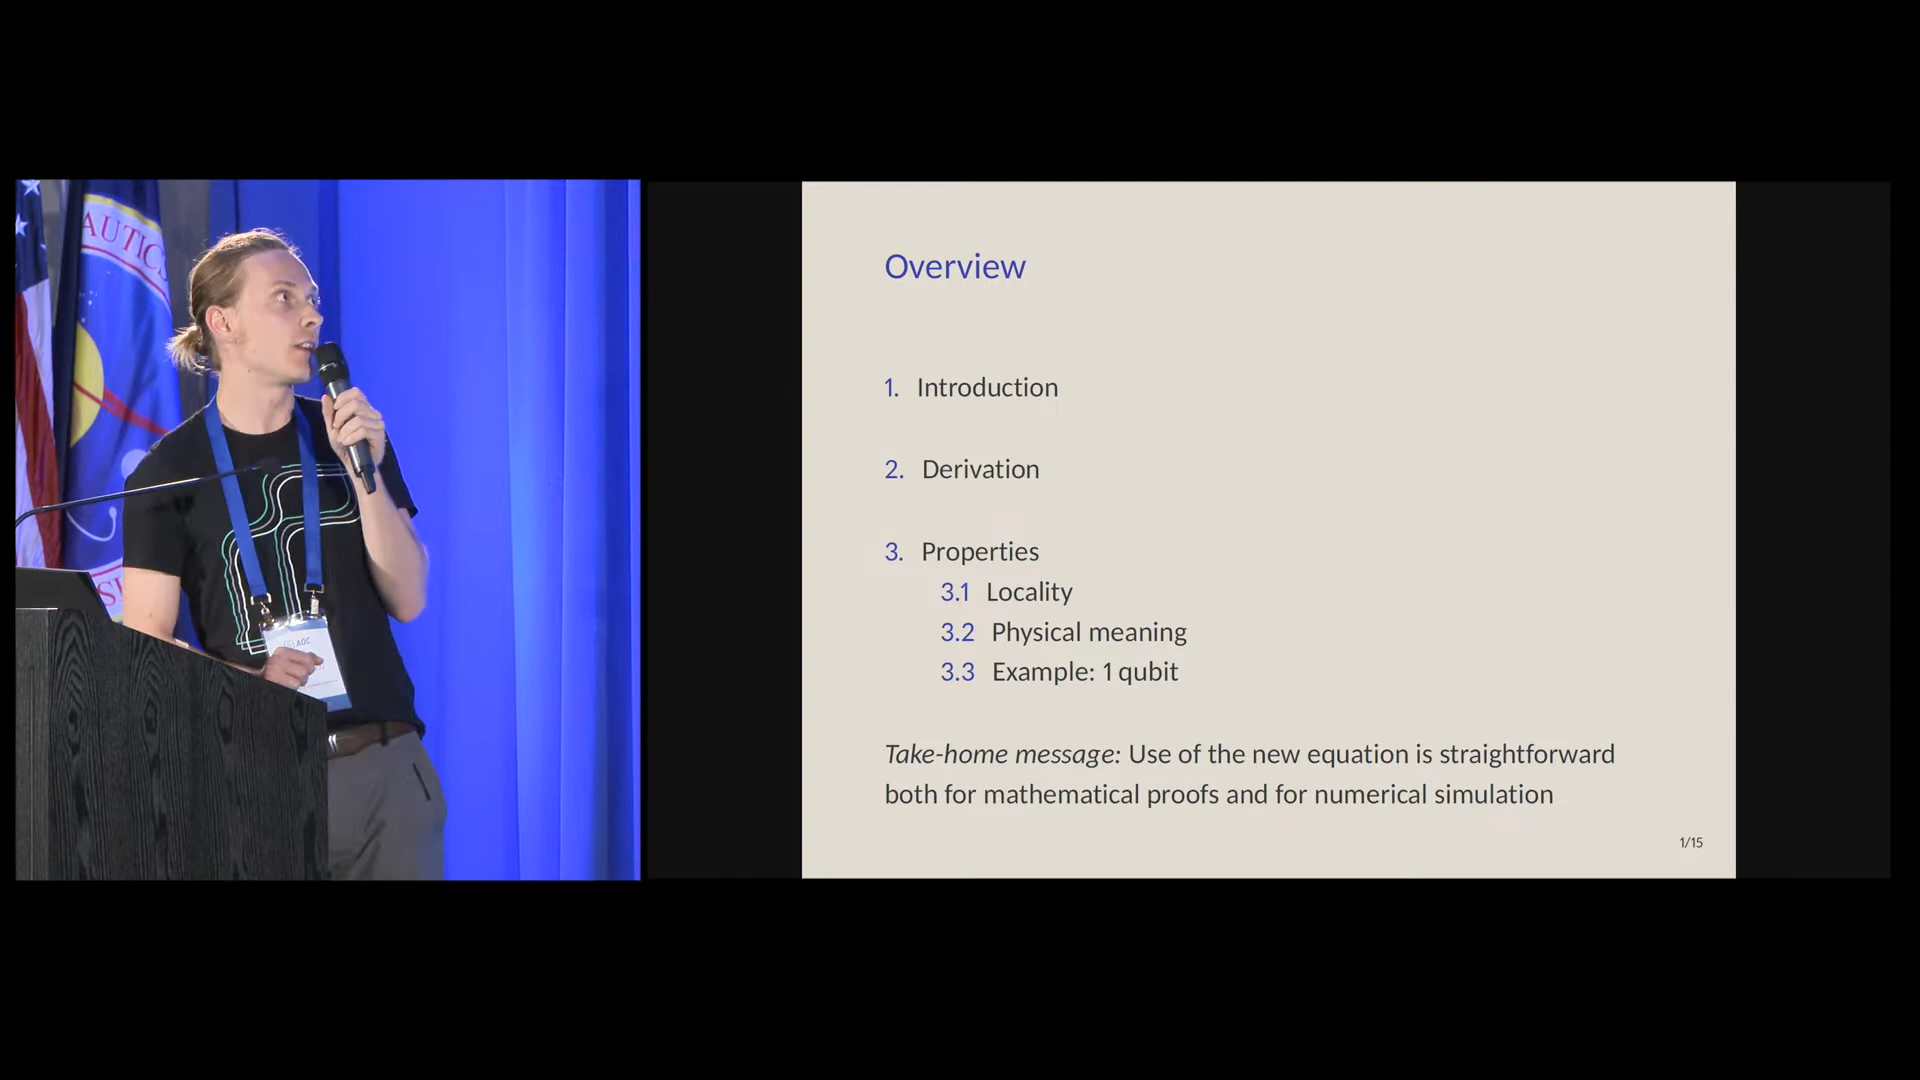 AUTICS
AQC
Overview
1. Introduction
2. Derivation
3. Properties
3.1 Locality
3.2 Physical meaning
3.3 Example: 1 qubit
Take-home message: Use of the new equation is straightforward
both for mathematical proofs and for numerical simulation
1/15